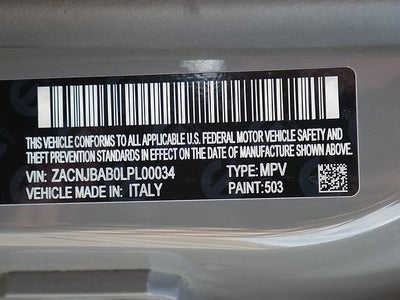 THIS VEHICLE CONFORMS TO ALL APPLICABLE U.S. FEDERAL MOTOR VEHICLE SAFETY AND
THEFT PREVENTION STANDARDS IN EFFECT ON THE DATE OF MANUFACTURE SHOWN ABOVE.
VIN: ZACNJBAB0LPL00034 TYPE: MPV
VEHICLE MADE IN: ITALY PAINT: 503